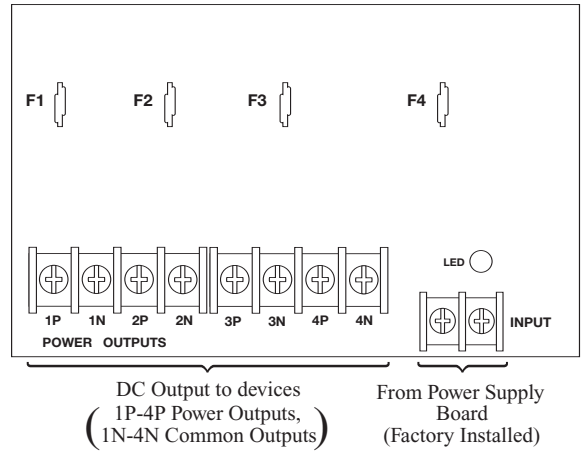 F1 F2 F3 F4
LED
1P 1N 2P 2N 3P 3N 4P 4N
INPUT
POWER OUTPUTS
DC Output to devices
(1P-4P Power Outputs,
1N-4N Common Outputs)
From Power Supply
Board
(Factory Installed)